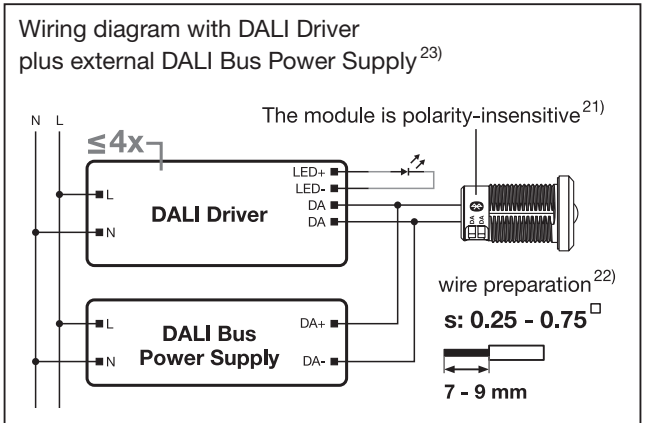 Wiring diagram with DALI Driver
plus external DALI Bus Power Supply 23)
The module is polarity-insensitive 21)
N L
≤4x
LED+
LED-
DA
DA
L
N
DALI Driver
DA DA
wire preparation 22)
s: 0.25 - 0.75 □
7 - 9 mm
L
N
DALI Bus
Power Supply
DA+
DA-